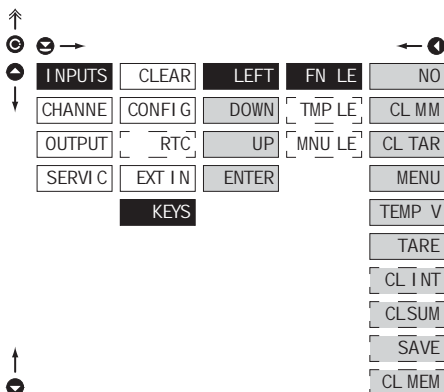 INPUTS CLEAR LEFT FN LE NO
CHANNE CONFIG DOWN TMP LE CL MM
OUTPUT RTC UP MNU LE CL TAR
SERVIC EXT IN ENTER MENU
KEYS TEMP V
TARE
CL INT
CLSUM
SAVE
CL MEM